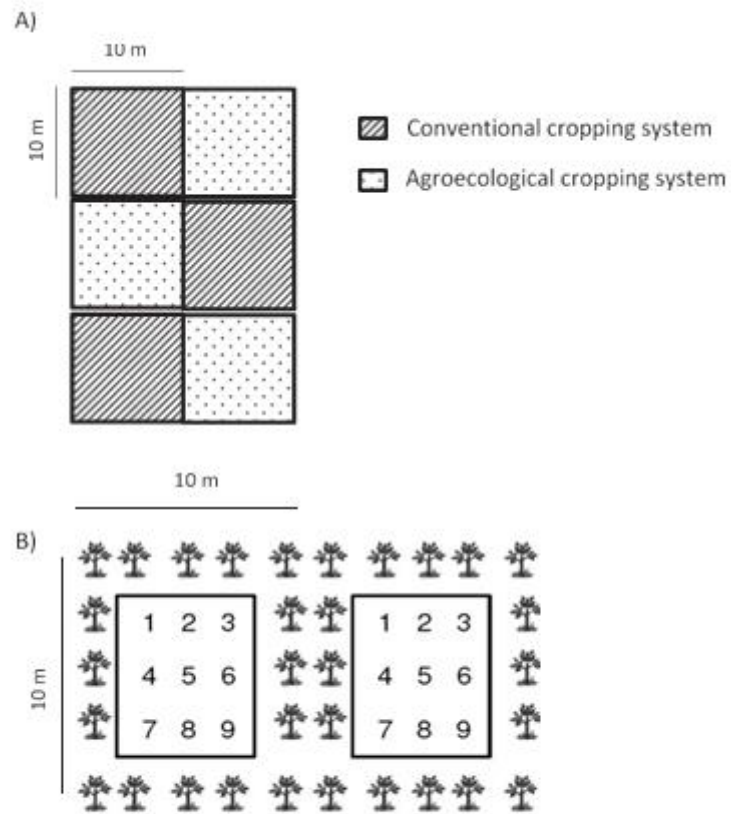 A)
10 m
10 m
Conventional cropping system
Agroecological cropping system
10 m
B)
10 m
1 2 3 1 2 3
4 5 6 4 5 6
7 8 9 7 8 9